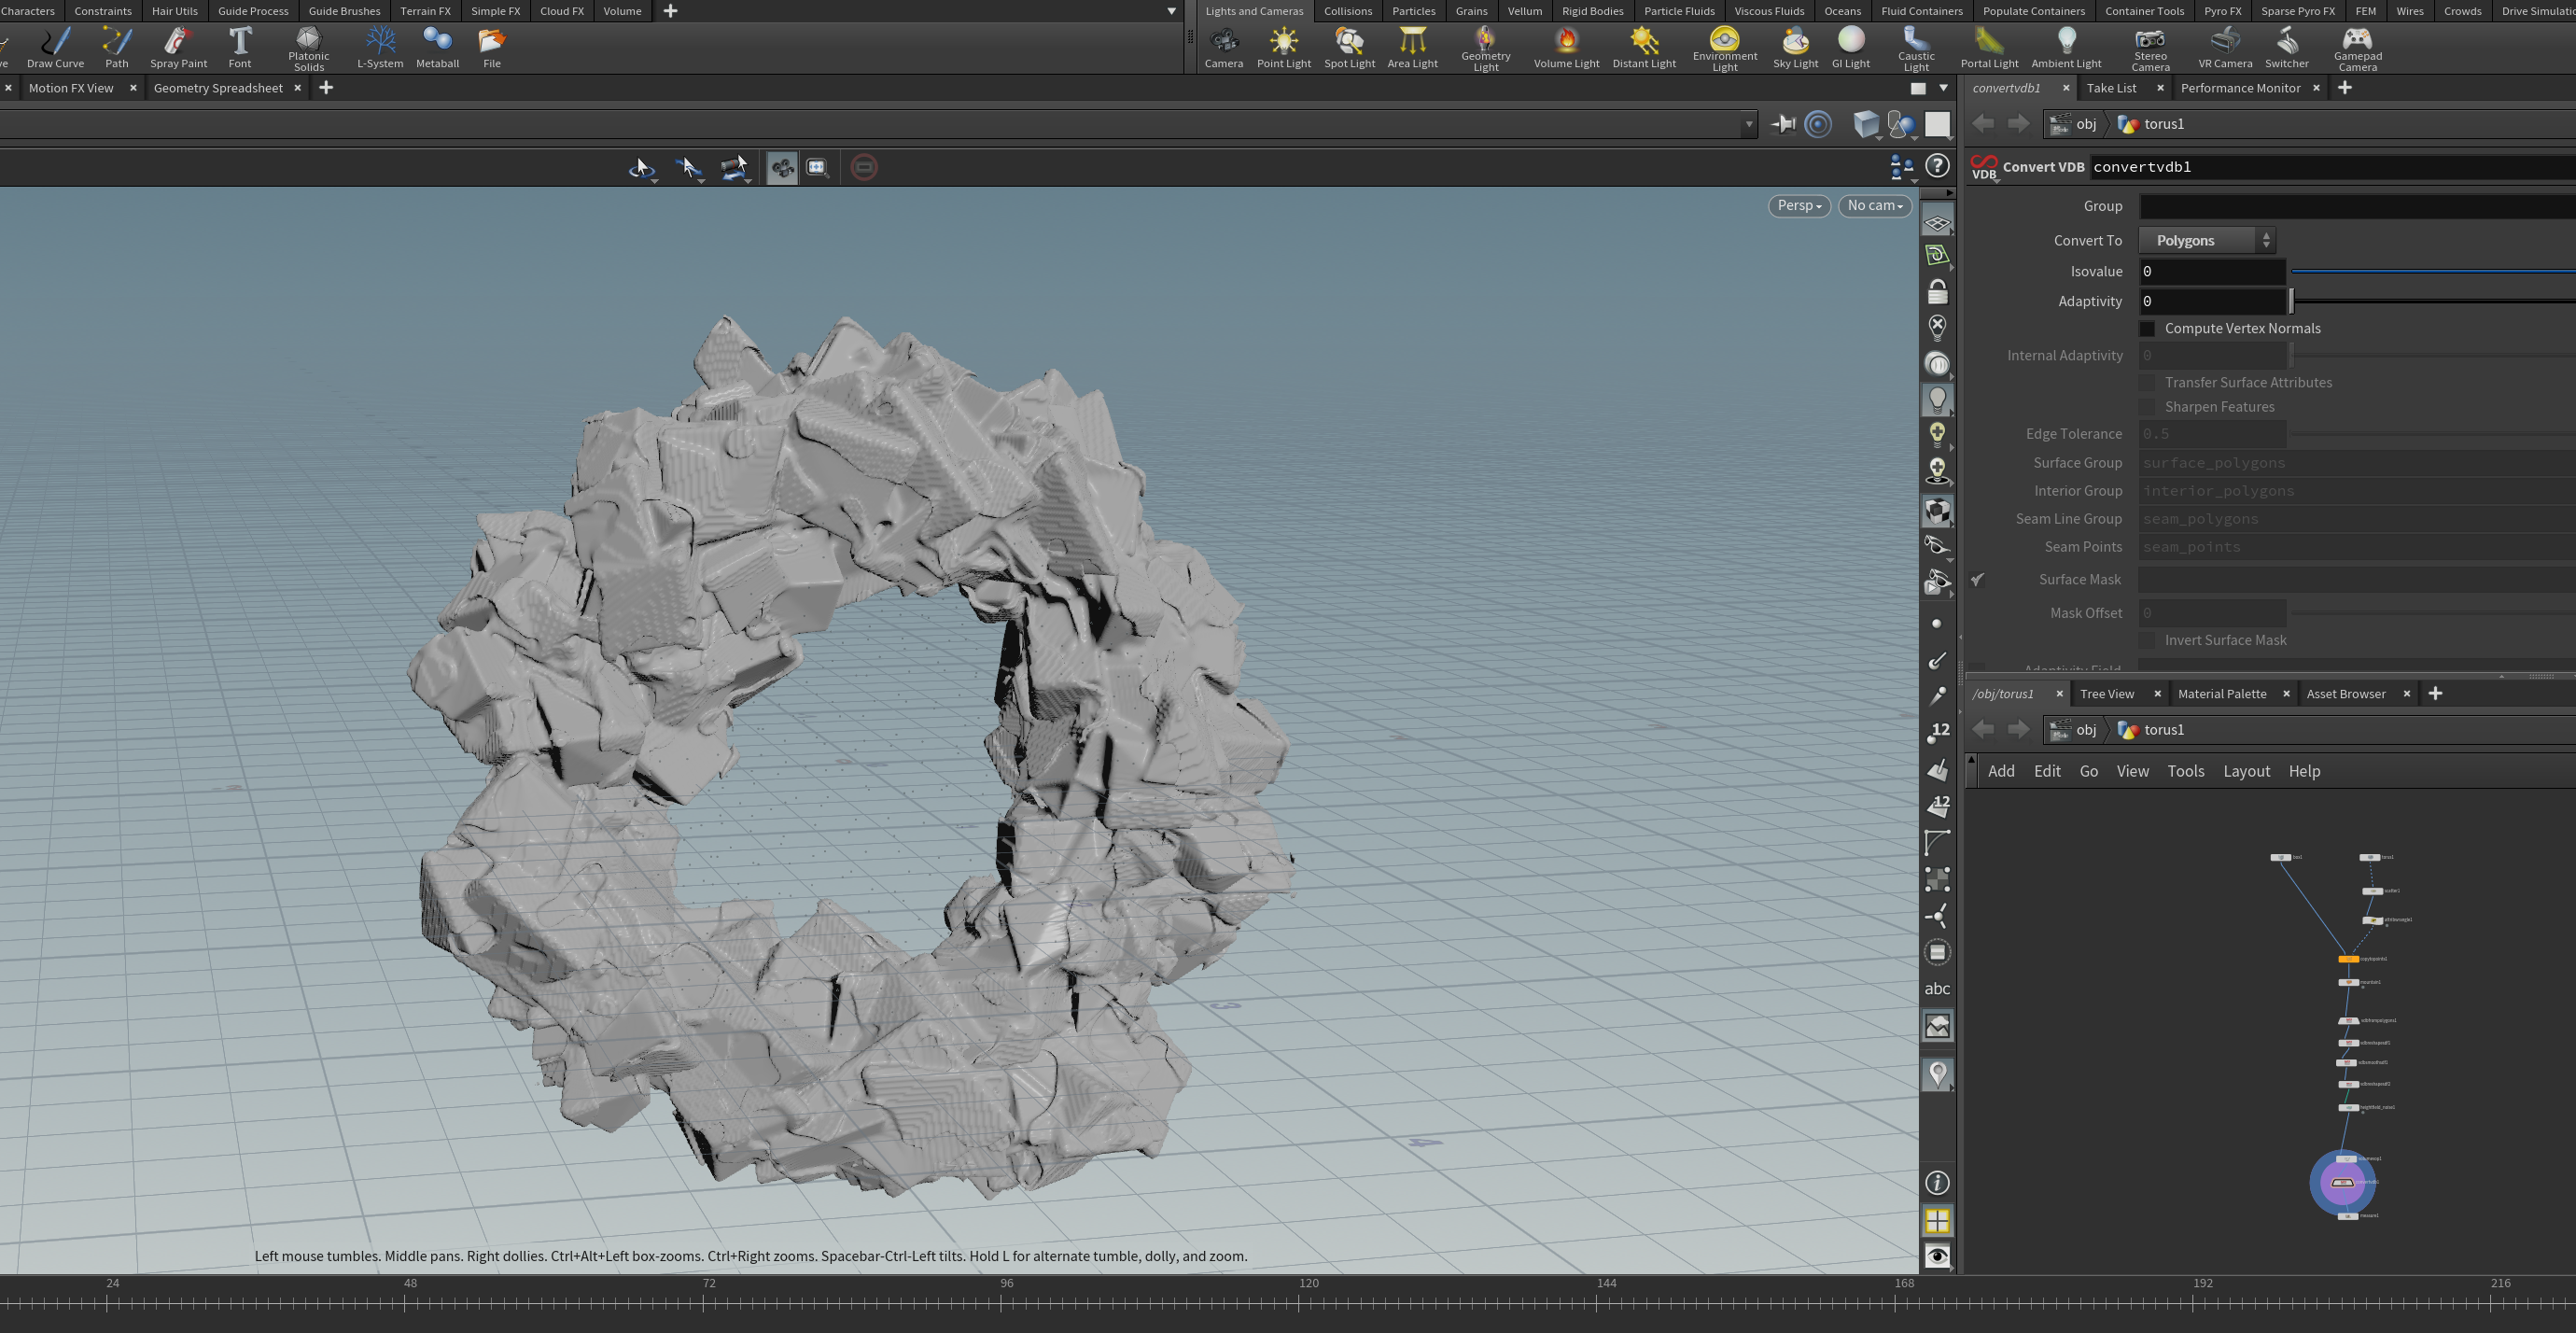 Characters Constraints Hair Utils Guide Process Guide Brushes Terrain FX Simple FX Cloud FX Volume
Lights and Cameras Collisions Particles Grains Vellum Rigid Bodies Particle Fluids Viscous Fluids Oceans Fluid Containers Populate Containers Container Tools Pyro FX Sparse Pyro FX FEM Wires Crowds Drive Simulatio
ve Draw Curve Path Spray Paint Font Platonic Solids L-System Metaball File
Camera Point Light Spot Light Area Light Geometry Light Volume Light Distant Light Environment Light Sky Light GI Light Caustic Light Portal Light Ambient Light Stereo Camera VR Camera Switcher Gamepad Camera
Motion FX View Geometry Spreadsheet
convertvdb1 Take List Performance Monitor
obj torus1
VDB Convert VDB convertvdb1
Persp No cam
Group
Convert To Polygons
Isovalue 0
Adaptivity 0
Compute Vertex Normals
Internal Adaptivity 0
Transfer Surface Attributes
Sharpen Features
Edge Tolerance 0.5
Surface Group surface_polygons
Interior Group interior_polygons
Seam Line Group seam_polygons
Seam Points seam_points
Surface Mask
Mask Offset 0
Invert Surface Mask
Adaptivity Field
/obj/torus1 Tree View Material Palette Asset Browser
obj torus1
Add Edit Go View Tools Layout Help
12
12
abc
3
4
Left mouse tumbles. Middle pans. Right dollies. Ctrl+Alt+Left box-zooms. Ctrl+Right zooms. Spacebar-Ctrl-Left tilts. Hold L for alternate tumble, dolly, and zoom.
24 48 72 96 120 144 168 192 216